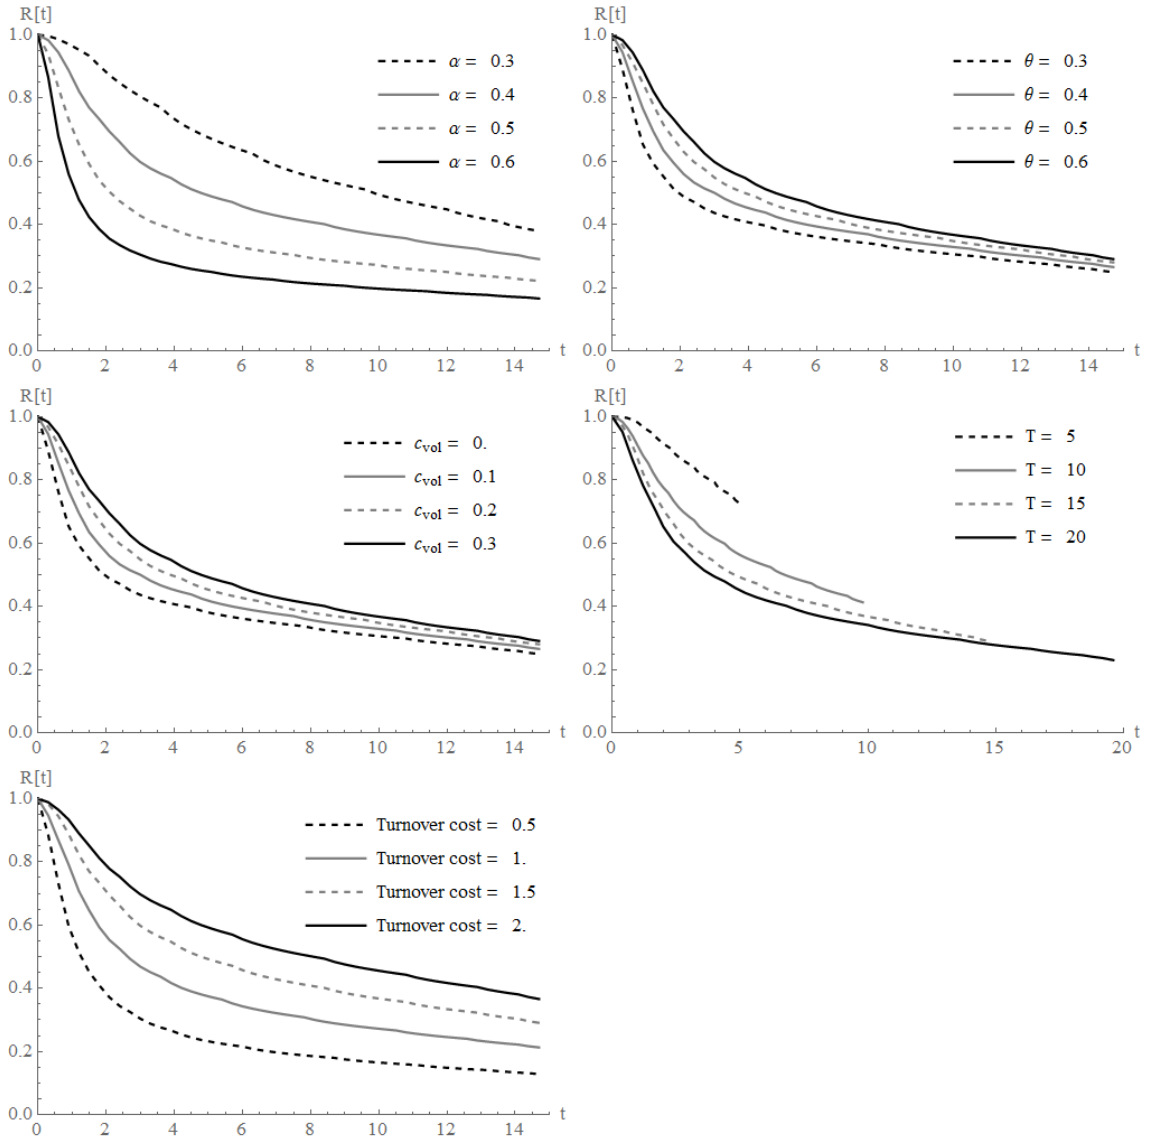 R[t]
1.0
0.8
0.6
0.4
0.2
0.0
0 2 4 6 8 10 12 14 t
α = 0.3
α = 0.4
α = 0.5
α = 0.6
R[t]
1.0
0.8
0.6
0.4
0.2
0.0
0 2 4 6 8 10 12 14 t
θ = 0.3
θ = 0.4
θ = 0.5
θ = 0.6
R[t]
1.0
0.8
0.6
0.4
0.2
0.0
0 2 4 6 8 10 12 14 t
c_vol = 0.
c_vol = 0.1
c_vol = 0.2
c_vol = 0.3
R[t]
1.0
0.8
0.6
0.4
0.2
0.0
0 5 10 15 20 t
T = 5
T = 10
T = 15
T = 20
R[t]
1.0
0.8
0.6
0.4
0.2
0.0
0 2 4 6 8 10 12 14 t
Turnover cost = 0.5
Turnover cost = 1.
Turnover cost = 1.5
Turnover cost = 2.